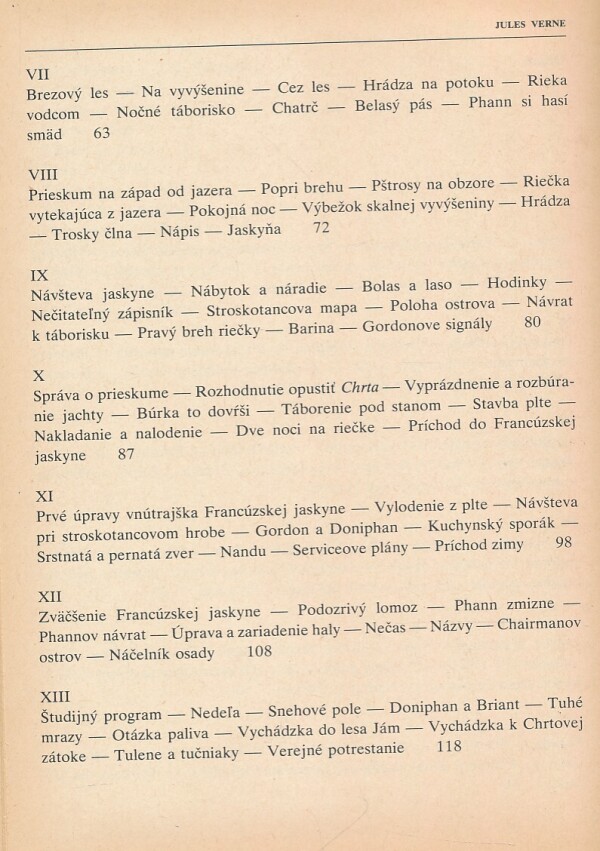 JULES VERNE
VII
Brezový les — Na vyvýšenine — Cez les — Hrádza na potoku — Rieka
vodcom — Nočné táborisko — Chatrč — Belasý pás — Phann si hasí
smäd 63
VIII
Prieskum na západ od jazera — Popri brehu — Pštrosy na obzore — Riečka
vytekajúca z jazera — Pokojná noc — Výbežok skalnej vyvýšeniny — Hrádza
— Trosky člna — Nápis — Jaskyňa 72
IX
Návšteva jaskyne — Nábytok a náradie — Bolas a laso — Hodinky —
Nečitateľný zápisník — Stroskotancova mapa — Poloha ostrova — Návrat
k táborisku — Pravý breh riečky — Barina — Gordonove signály 80
X
Správa o prieskume — Rozhodnutie opustiť Chrta — Vyprázdnenie a rozbúra-
nie jachty — Búrka to dovŕši — Táborenie pod stanom — Stavba plte —
Nakladanie a nalodenie — Dve noci na riečke — Príchod do Francúzskej
jaskyne 87
XI
Prvé úpravy vnútrajška Francúzskej jaskyne — Vylodenie z plte — Návšteva
pri stroskotancovom hrobe — Gordon a Doniphan — Kuchynský sporák —
Srstnatá a pernatá zver — Nandu — Serviceove plány — Príchod zimy 98
XII
Zväčšenie Francúzskej jaskyne — Podozrivý lomoz — Phann zmizne —
Phannov návrat — Úprava a zariadenie haly — Nečas — Názvy — Chairmanov
ostrov — Náčelník osady 108
XIII
Študijný program — Nedeľa — Snehové pole — Doniphan a Briant — Tuhé
mrazy — Otázka paliva — Vychádzka do lesa Jám — Vychádzka k Chrtovej
zátoke — Tulene a tučniaky — Verejné potrestanie 118